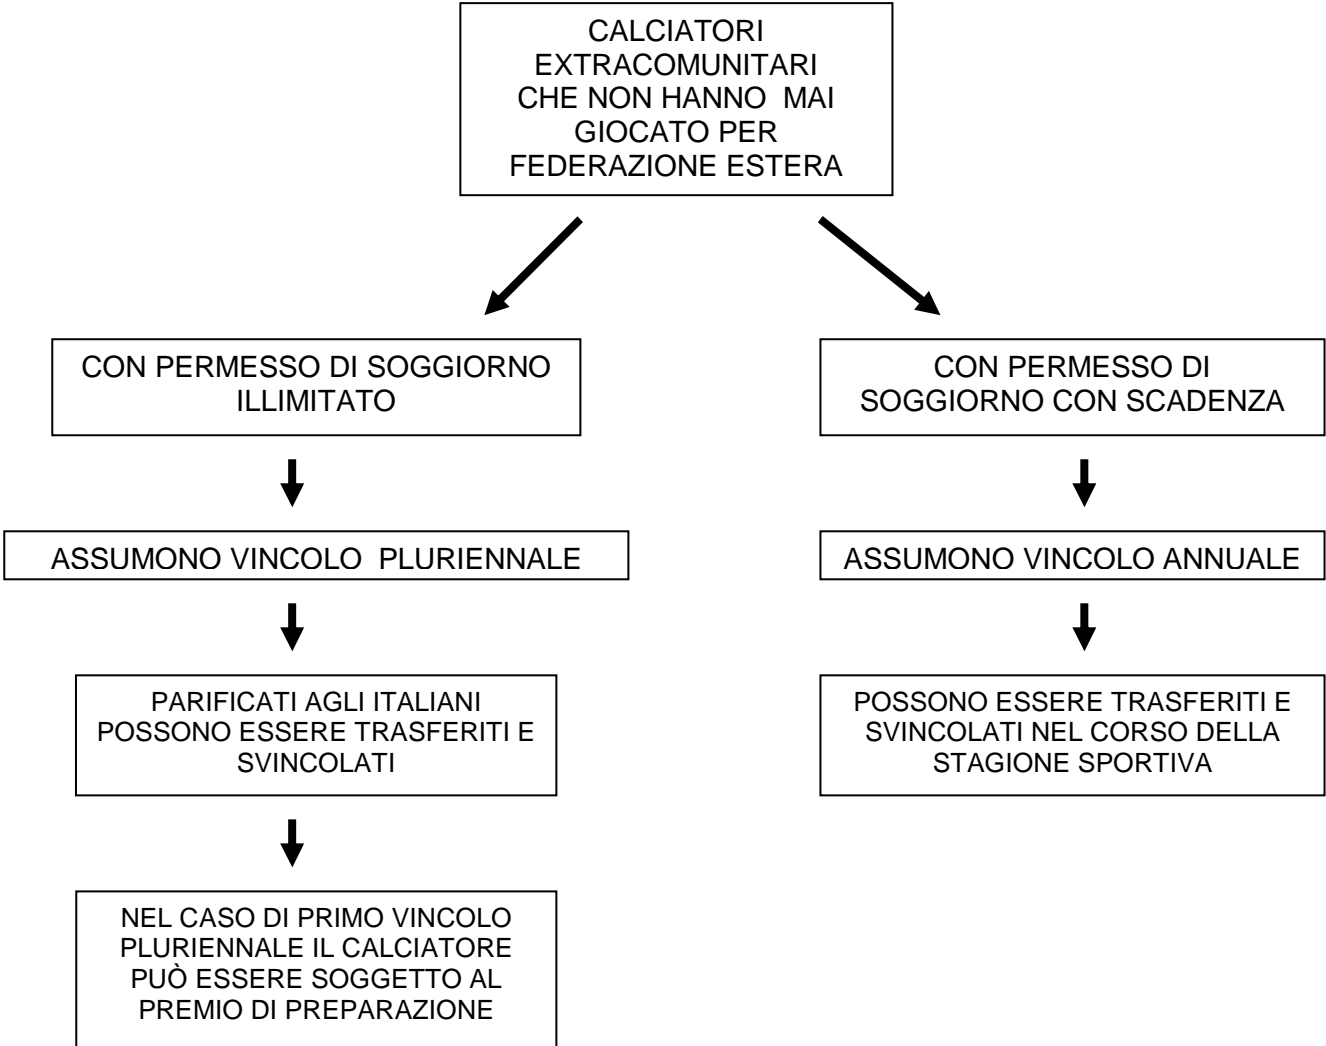 CALCIATORI
EXTRACOMUNITARI
CHE NON HANNO MAI
GIOCATO PER
FEDERAZIONE ESTERA
CON PERMESSO DI SOGGIORNO
ILLIMITATO
CON PERMESSO DI
SOGGIORNO CON SCADENZA
ASSUMONO VINCOLO PLURIENNALE
ASSUMONO VINCOLO ANNUALE
PARIFICATI AGLI ITALIANI
POSSONO ESSERE TRASFERITI E
SVINCOLATI
POSSONO ESSERE TRASFERITI E
SVINCOLATI NEL CORSO DELLA
STAGIONE SPORTIVA
NEL CASO DI PRIMO VINCOLO
PLURIENNALE IL CALCIATORE
PUÒ ESSERE SOGGETTO AL
PREMIO DI PREPARAZIONE